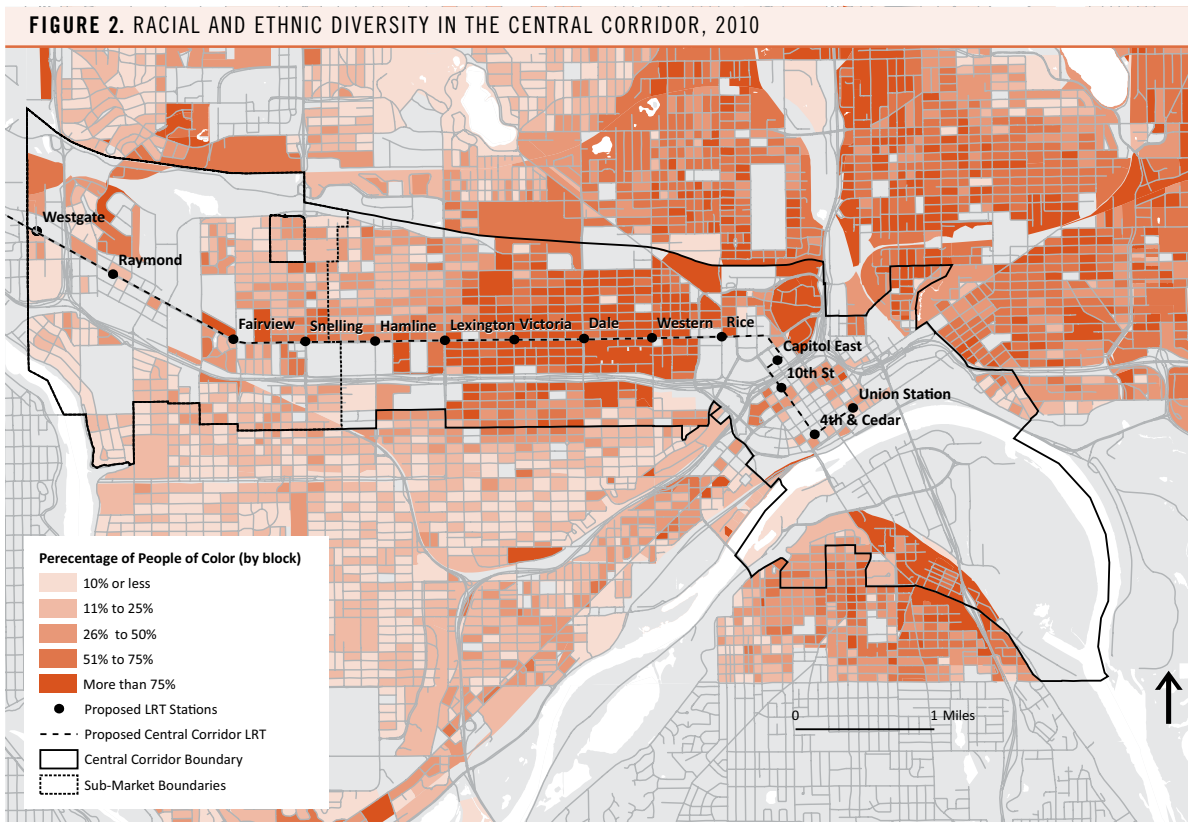 FIGURE 2. RACIAL AND ETHNIC DIVERSITY IN THE CENTRAL CORRIDOR, 2010
Westgate
Raymond
Fairview
Snelling
Hamline
Lexington
Victoria
Dale
Western
Rice
Capitol East
10th St
Union Station
4th & Cedar
Perecentage of People of Color (by block)
10% or less
11% to 25%
26% to 50%
51% to 75%
More than 75%
Proposed LRT Stations
Proposed Central Corridor LRT
Central Corridor Boundary
Sub-Market Boundaries
0 1 Miles